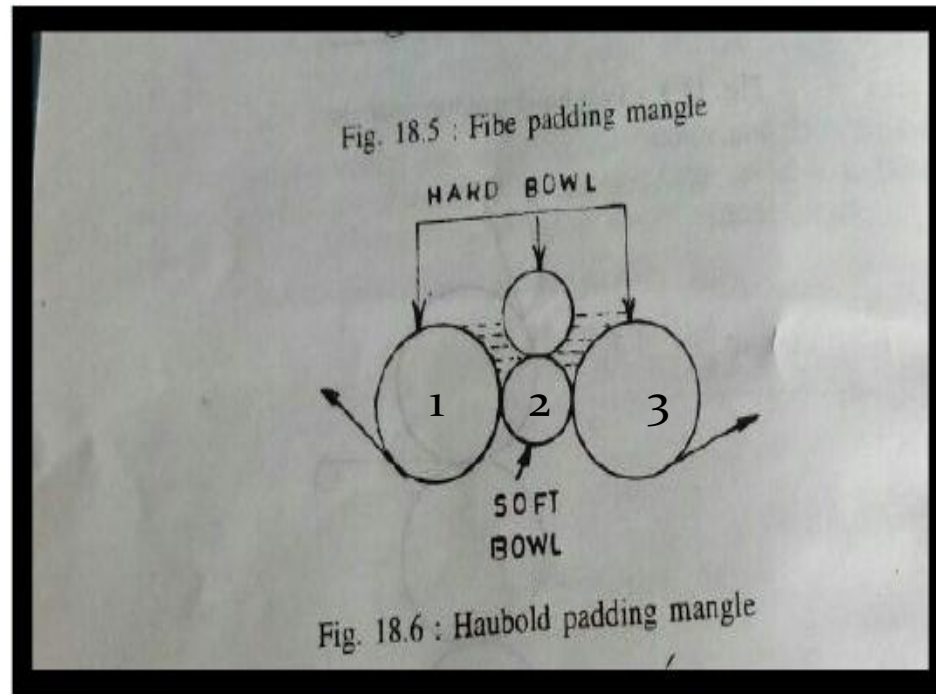 Fig. 18.5 : Fibe padding mangle
HARD BOWL
1 2 3
SOFT
BOWL
Fig. 18.6 : Haubold padding mangle